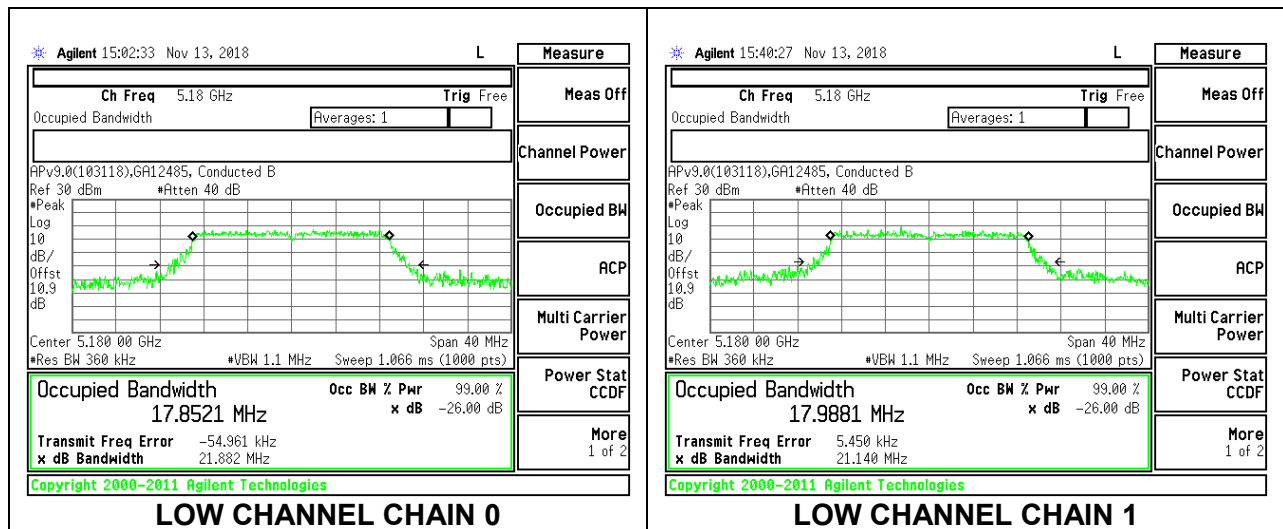 Agilent 15:02:33 Nov 13, 2018 L
Measure
Ch Freq 5.18 GHz Trig Free
Occupied Bandwidth Averages: 1
APv9.0(103118),GA12485, Conducted B
Ref 30 dBm #Atten 40 dB
#Peak
Log
10
dB/
Offst
10.9
dB
Center 5.180 00 GHz Span 40 MHz
#Res BW 360 kHz #VBW 1.1 MHz Sweep 1.066 ms (1000 pts)
Occupied Bandwidth Occ BW % Pwr 99.00 %
17.8521 MHz x dB -26.00 dB
Transmit Freq Error -54.961 kHz
x dB Bandwidth 21.882 MHz
Copyright 2000-2011 Agilent Technologies
Meas Off
Channel Power
Occupied BW
ACP
Multi Carrier
Power
Power Stat
CCDF
More
1 of 2
LOW CHANNEL CHAIN 0
Agilent 15:40:27 Nov 13, 2018 L
Measure
Ch Freq 5.18 GHz Trig Free
Occupied Bandwidth Averages: 1
APv9.0(103118),GA12485, Conducted B
Ref 30 dBm #Atten 40 dB
#Peak
Log
10
dB/
Offst
10.9
dB
Center 5.180 00 GHz Span 40 MHz
#Res BW 360 kHz #VBW 1.1 MHz Sweep 1.066 ms (1000 pts)
Occupied Bandwidth Occ BW % Pwr 99.00 %
17.9881 MHz x dB -26.00 dB
Transmit Freq Error 5.450 kHz
x dB Bandwidth 21.140 MHz
Copyright 2000-2011 Agilent Technologies
Meas Off
Channel Power
Occupied BW
ACP
Multi Carrier
Power
Power Stat
CCDF
More
1 of 2
LOW CHANNEL CHAIN 1